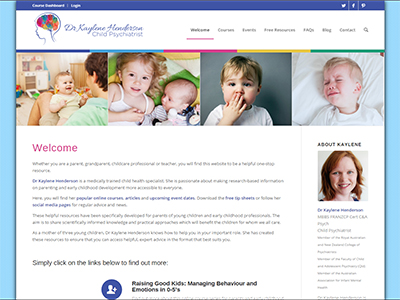 Course Dashboard Login
Dr Kaylene Henderson
Child Psychiatrist
Welcome Courses Events Free Resources FAQs Blog Contact
Welcome
Whether you are a parent, grandparent, childcare professional or teacher, you will find this website to be a helpful one-stop
resource.
Dr Kaylene Henderson is a medically trained child health specialist. She is passionate about making research-based information
on parenting and early childhood development more accessible to everyone.
Here, you will find her popular online courses, articles and upcoming event dates. Download the free tip sheets or follow her
social media pages for regular advice and news.
These helpful resources have been specifically developed for parents of young children and early childhood professionals. The
aim is to share scientifically informed knowledge and practical approaches which will benefit the children for whom we all care.
As a mother of three young children, Dr Kaylene Henderson knows how to help you in your important role. She has created
these resources to ensure that you can access helpful, expert advice in the format that best suits you.
Simply click on the links below to find out more:
Raising Good Kids: Managing Behaviour and
Emotions in 0-5's
ABOUT KAYLENE
Dr Kaylene Henderson
MBBS FRANZCP Cert C&A
Psych
Child Psychiatrist
Member of the Royal Australian
and New Zealand College of
Psychiatrists
Member of the Faculty of Child
and Adolescent Psychiatry
Member of the Australian
Association for Infant Mental
Health